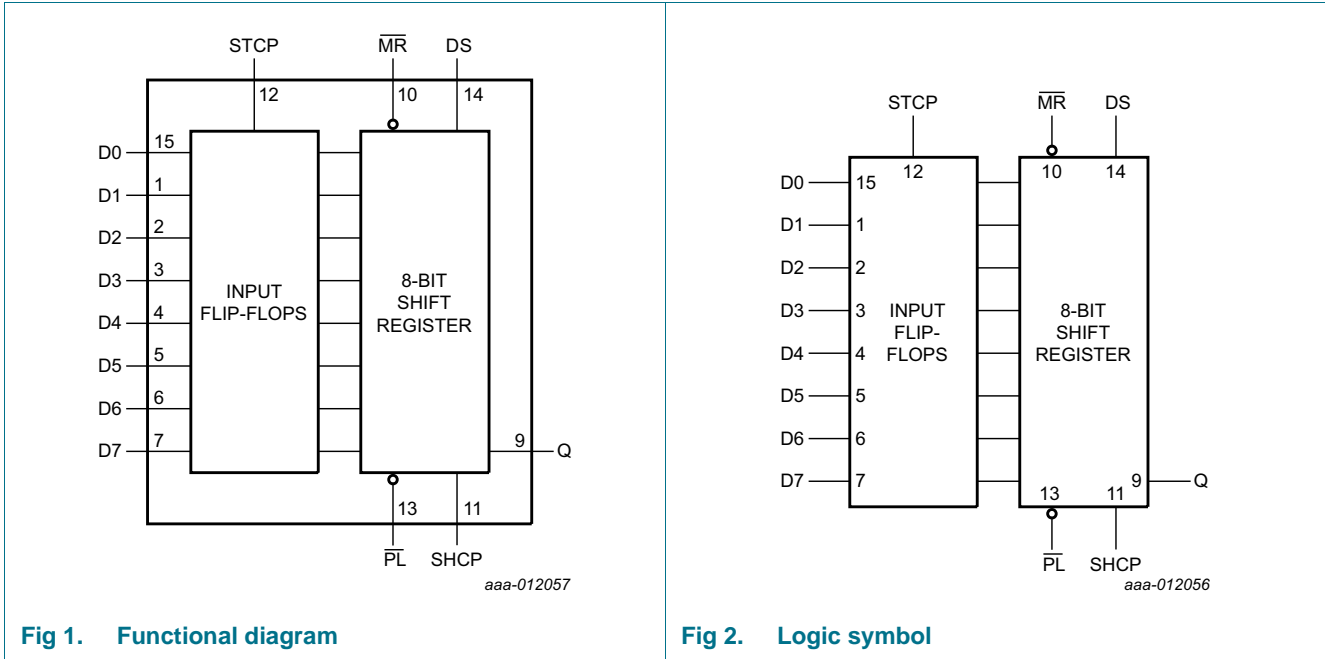 STCP M̅R̅ DS
12 10 14
D0 15
D1 1
D2 2
D3 3
D4 4
D5 5
D6 6
D7 7
INPUT
FLIP-FLOPS
8-BIT
SHIFT
REGISTER
9 Q
13 11
P̅L̅ SHCP
aaa-012057
Fig 1. Functional diagram
STCP M̅R̅ DS
12 10 14
D0 15
D1 1
D2 2
D3 3
D4 4
D5 5
D6 6
D7 7
INPUT
FLIP-
FLOPS
8-BIT
SHIFT
REGISTER
9 Q
13 11
P̅L̅ SHCP
aaa-012056
Fig 2. Logic symbol